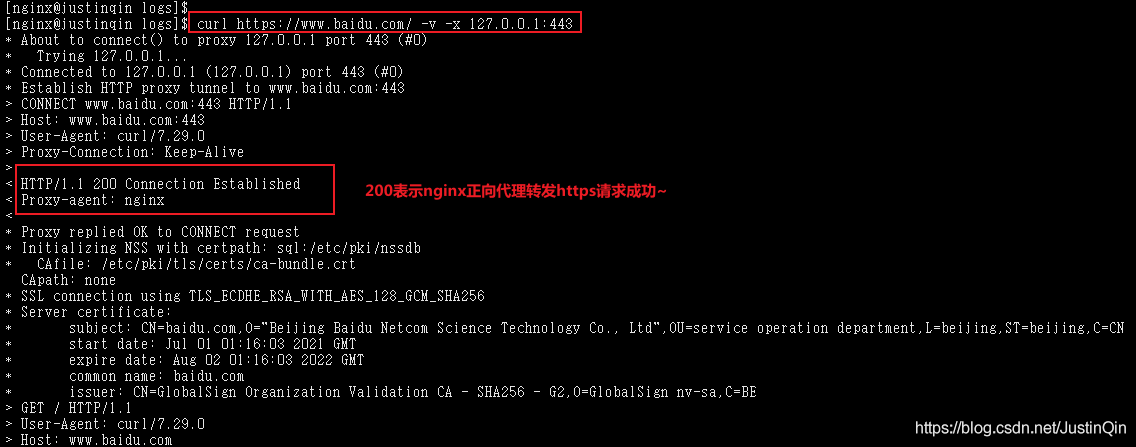 [nginx@justinqin logs]$
[nginx@justinqin logs]$ curl https://www.baidu.com/ -v -x 127.0.0.1:443
* About to connect() to proxy 127.0.0.1 port 443 (#0)
*   Trying 127.0.0.1...
* Connected to 127.0.0.1 (127.0.0.1) port 443 (#0)
* Establish HTTP proxy tunnel to www.baidu.com:443
> CONNECT www.baidu.com:443 HTTP/1.1
> Host: www.baidu.com:443
> User-Agent: curl/7.29.0
> Proxy-Connection: Keep-Alive
>
< HTTP/1.1 200 Connection Established
200表示nginx正向代理转发https请求成功~
< Proxy-agent: nginx
<
* Proxy replied OK to CONNECT request
* Initializing NSS with certpath: sql:/etc/pki/nssdb
*   CAfile: /etc/pki/tls/certs/ca-bundle.crt
  CApath: none
* SSL connection using TLS_ECDHE_RSA_WITH_AES_128_GCM_SHA256
* Server certificate:
*       subject: CN=baidu.com,O="Beijing Baidu Netcom Science Technology Co., Ltd",OU=service operation department,L=beijing,ST=beijing,C=CN
*       start date: Jul 01 01:16:03 2021 GMT
*       expire date: Aug 02 01:16:03 2022 GMT
*       common name: baidu.com
*       issuer: CN=GlobalSign Organization Validation CA - SHA256 - G2,O=GlobalSign nv-sa,C=BE
> GET / HTTP/1.1
> User-Agent: curl/7.29.0
> Host: www.baidu.com
https://blog.csdn.net/JustinQin